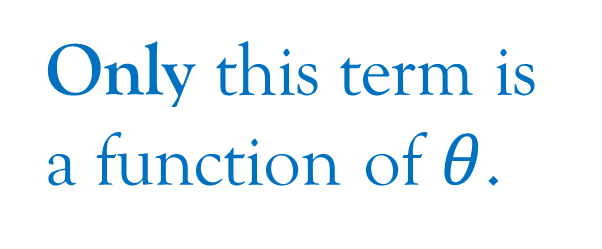 Only this term is
a function of θ.